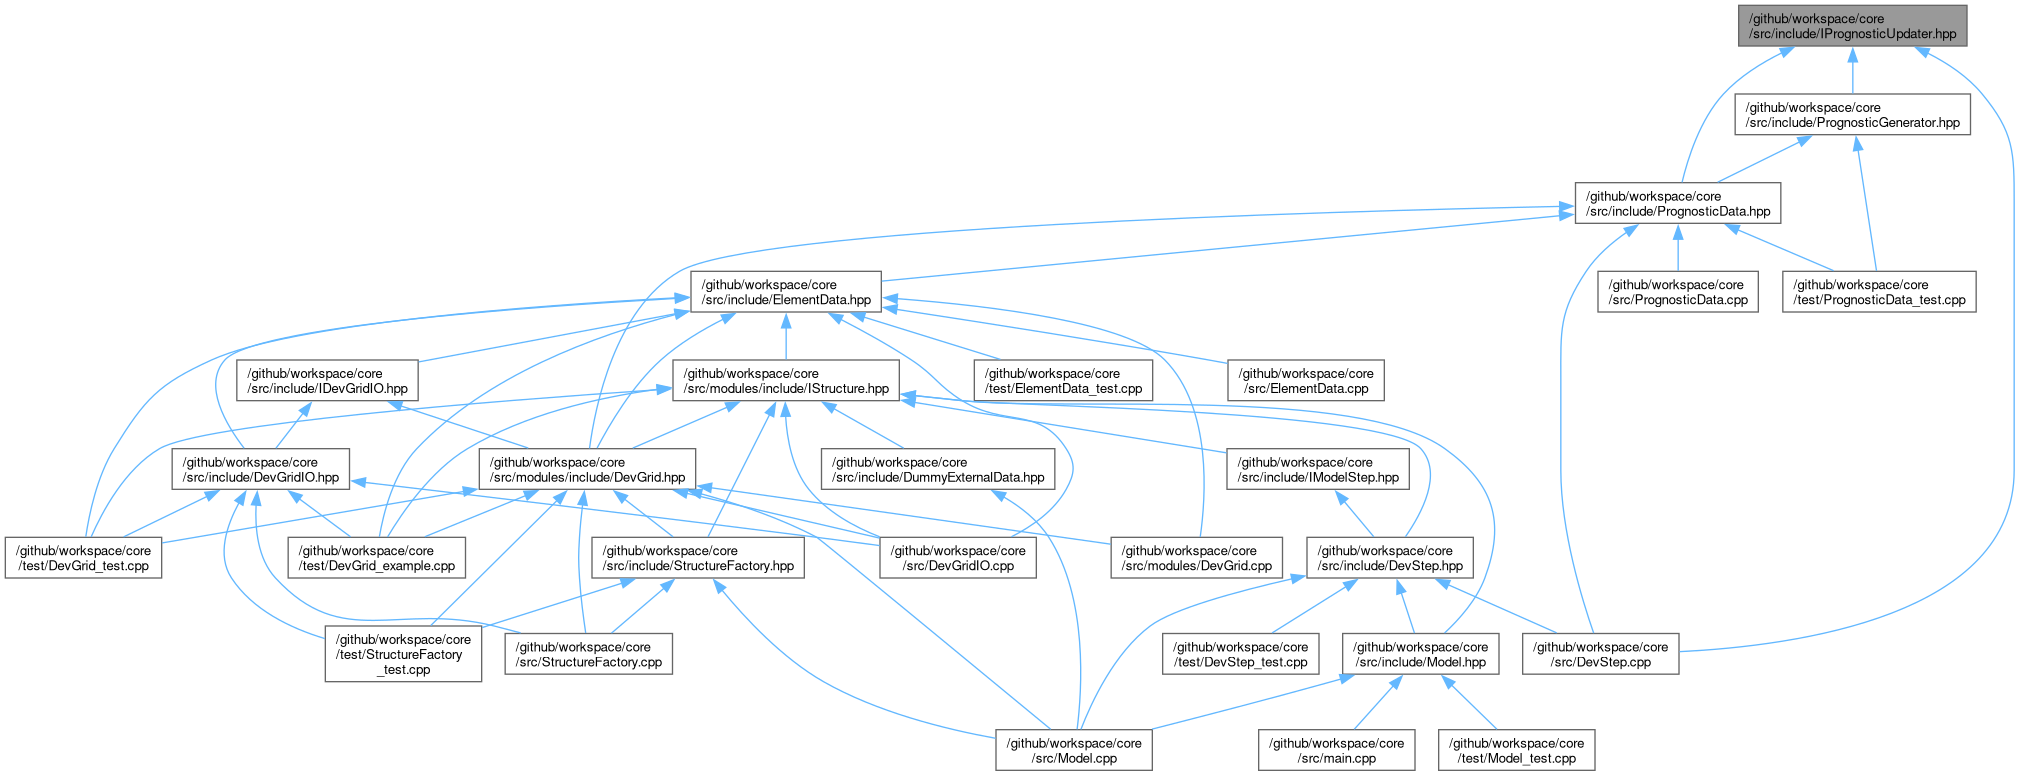 /github/workspace/core
/src/include/IPrognosticUpdater.hpp
/github/workspace/core
/src/include/PrognosticGenerator.hpp
/github/workspace/core
/src/include/PrognosticData.hpp
/github/workspace/core
/src/include/ElementData.hpp
/github/workspace/core
/src/PrognosticData.cpp
/github/workspace/core
/test/PrognosticData_test.cpp
/github/workspace/core
/src/include/IDevGridIO.hpp
/github/workspace/core
/src/modules/include/IStructure.hpp
/github/workspace/core
/test/ElementData_test.cpp
/github/workspace/core
/src/ElementData.cpp
/github/workspace/core
/src/include/DevGridIO.hpp
/github/workspace/core
/src/modules/include/DevGrid.hpp
/github/workspace/core
/src/include/DummyExternalData.hpp
/github/workspace/core
/src/include/IModelStep.hpp
/github/workspace/core
/test/DevGrid_test.cpp
/github/workspace/core
/test/DevGrid_example.cpp
/github/workspace/core
/src/include/StructureFactory.hpp
/github/workspace/core
/src/DevGridIO.cpp
/github/workspace/core
/src/modules/DevGrid.cpp
/github/workspace/core
/src/include/DevStep.hpp
/github/workspace/core
/test/StructureFactory
_test.cpp
/github/workspace/core
/src/StructureFactory.cpp
/github/workspace/core
/test/DevStep_test.cpp
/github/workspace/core
/src/include/Model.hpp
/github/workspace/core
/src/DevStep.cpp
/github/workspace/core
/src/Model.cpp
/github/workspace/core
/src/main.cpp
/github/workspace/core
/test/Model_test.cpp